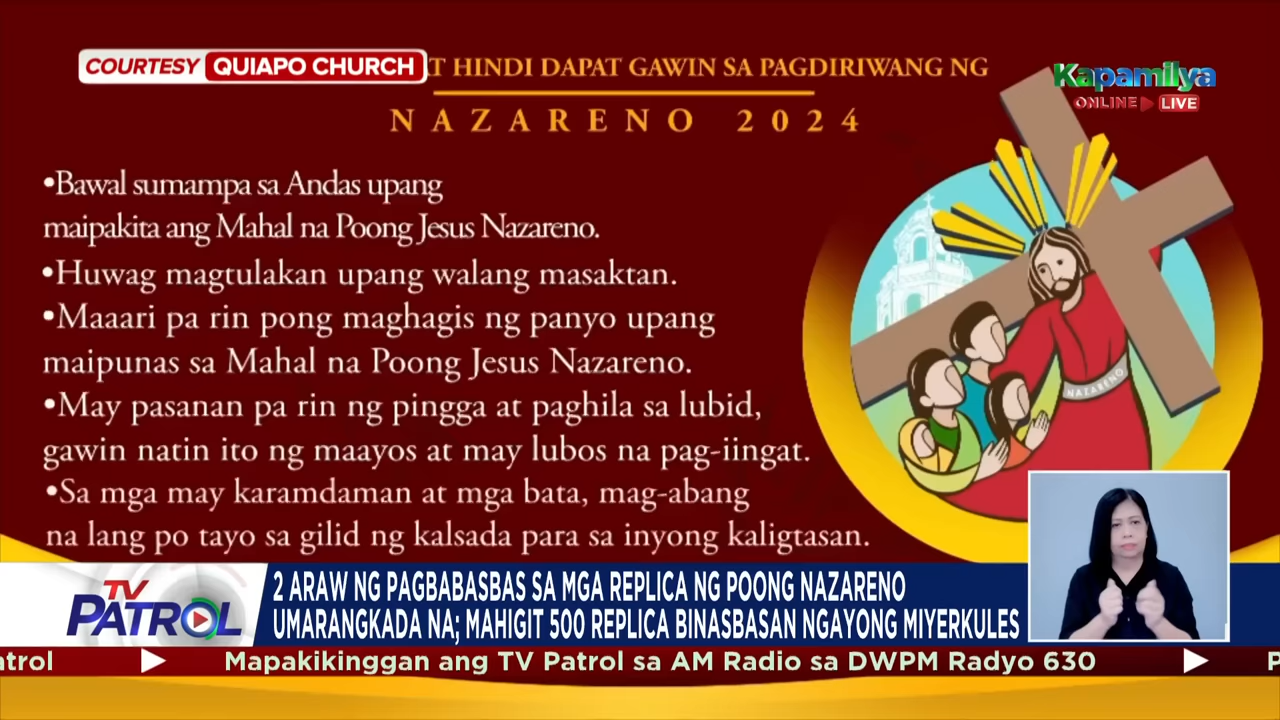 COURTESY QUIAPO CHURCH
T HINDI DAPAT GAWIN SA PAGDIRIWANG NG
NAZARENO 2024
Kapamilya
ONLINE LIVE
•Bawal sumampa sa Andas upang
maipakita ang Mahal na Poong Jesus Nazareno.
•Huwag magtulakan upang walang masaktan.
•Maaari pa rin pong maghagis ng panyo upang
maipunas sa Mahal na Poong Jesus Nazareno.
•May pasanan pa rin ng pingga at paghila sa lubid,
gawin natin ito ng maayos at may lubos na pag-iingat.
•Sa mga may karamdaman at mga bata, mag-abang
na lang po tayo sa gilid ng kalsada para sa inyong kaligtasan.
NAZARENO
TV
PATROL
2 ARAW NG PAGBABASBAS SA MGA REPLICA NG POONG NAZARENO
UMARANGKADA NA; MAHIGIT 500 REPLICA BINASBASAN NGAYONG MIYERKULES
atrol Mapakikinggan ang TV Patrol sa AM Radio sa DWPM Radyo 630 P